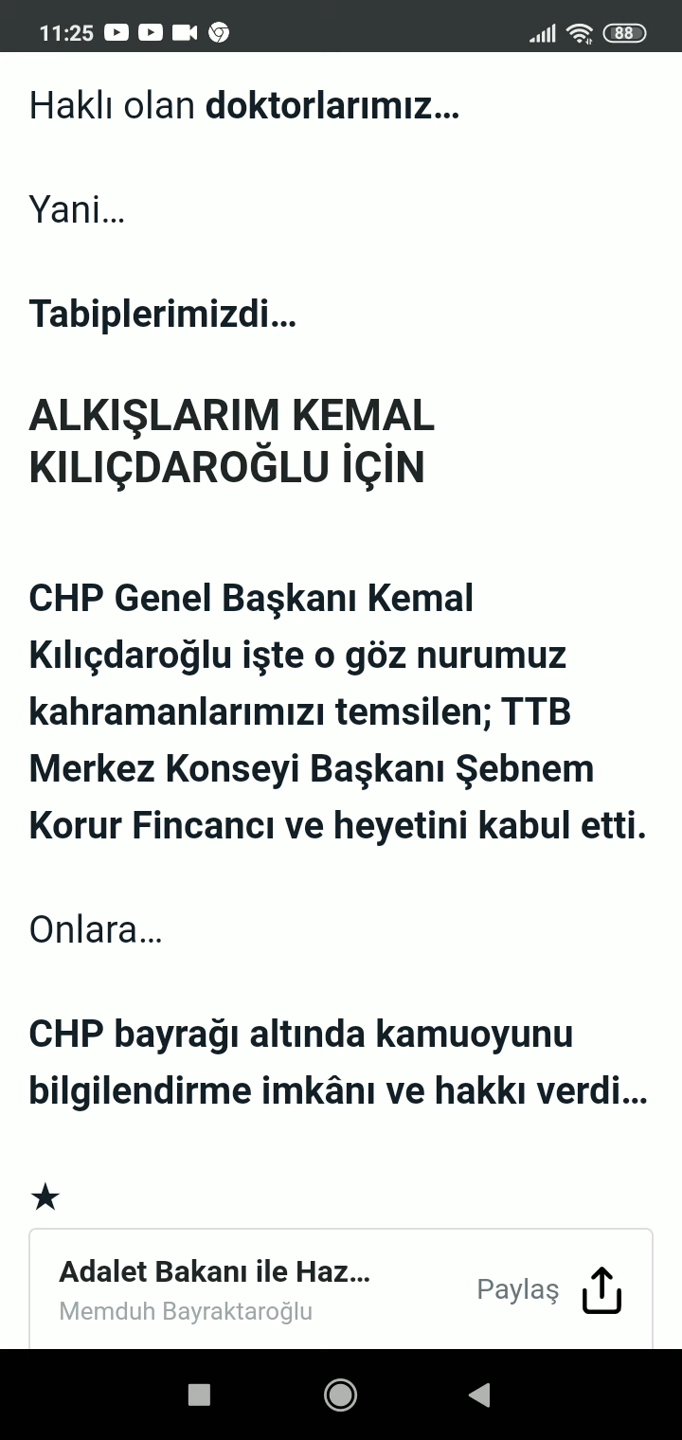 11:25
88
Haklı olan doktorlarımız...
Yani...
Tabiplerimizdi...
ALKIŞLARIM KEMAL
KILIÇDAROĞLU İÇİN
CHP Genel Başkanı Kemal
Kılıçdaroğlu işte o göz nurumuz
kahramanlarımızı temsilen; TTB
Merkez Konseyi Başkanı Şebnem
Korur Fincancı ve heyetini kabul etti.
Onlara...
CHP bayrağı altında kamuoyunu
bilgilendirme imkânı ve hakkı verdi...
★
Adalet Bakanı ile Haz...
Memduh Bayraktaroğlu
Paylaş